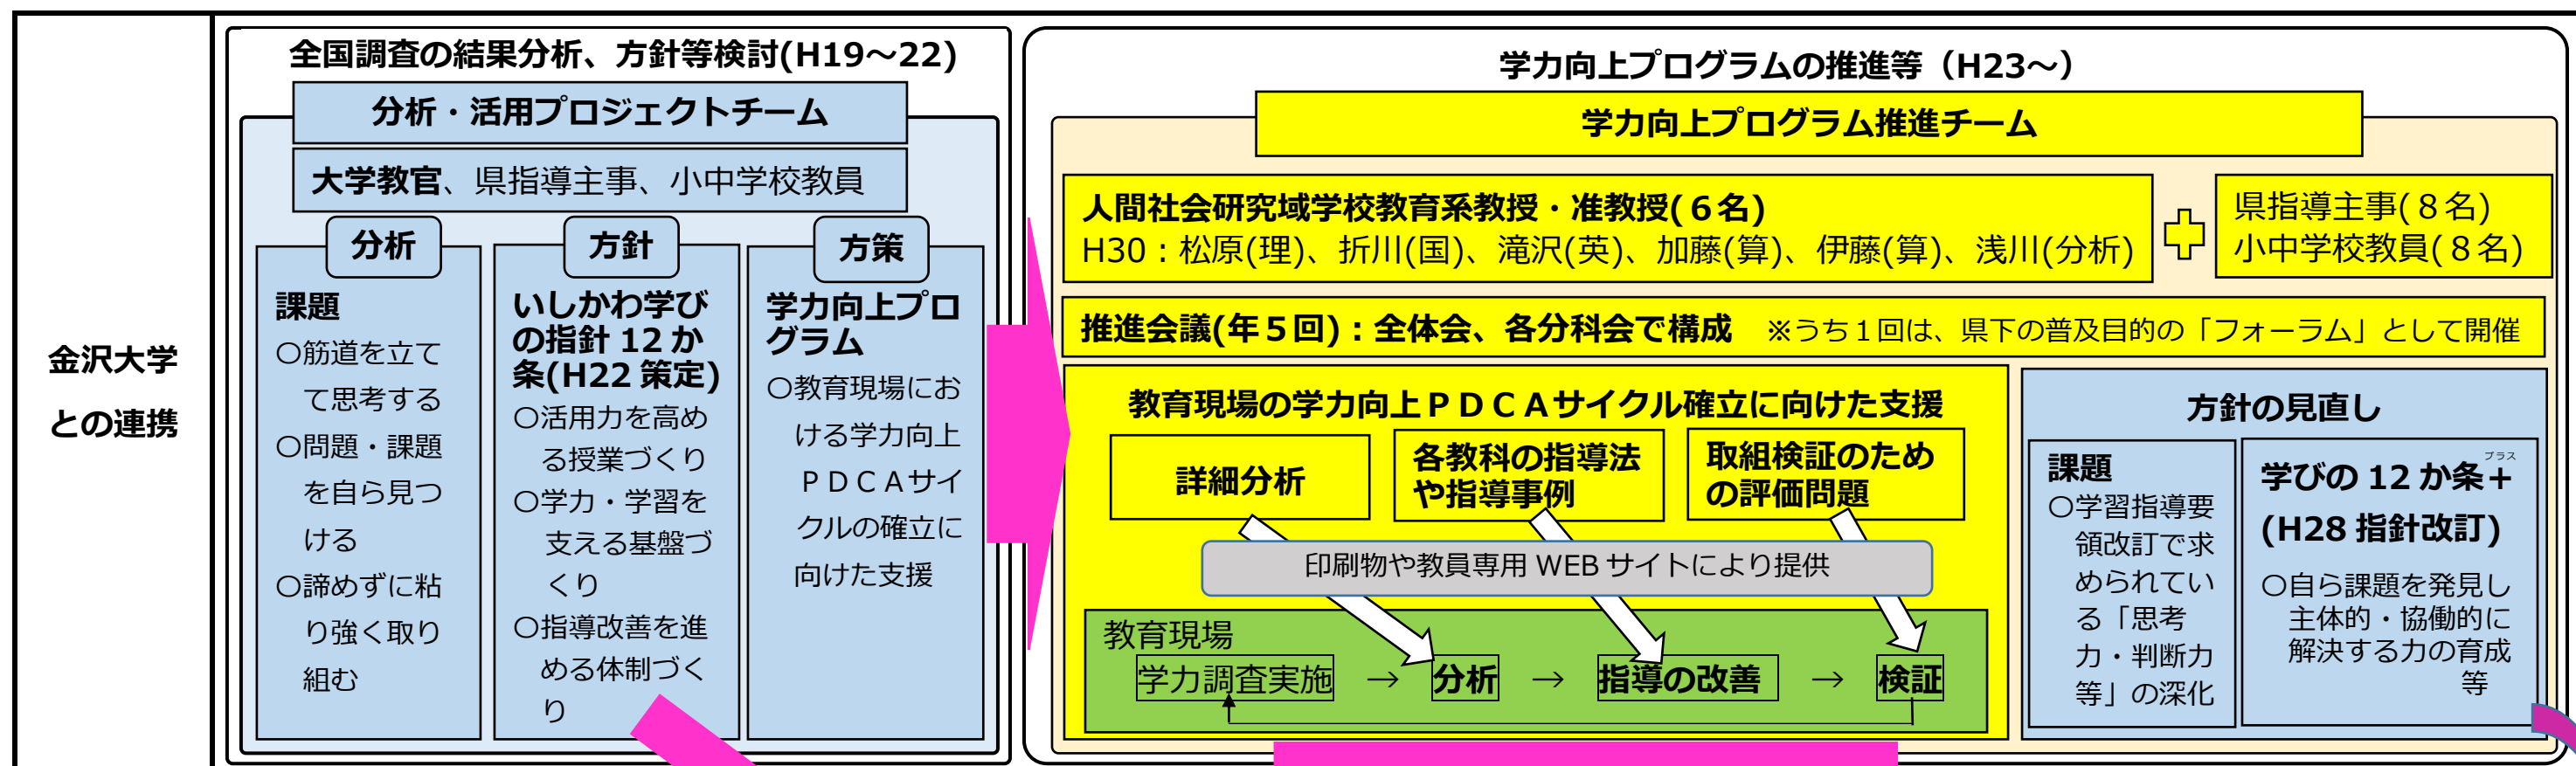 金沢大学
との連携
全国調査の結果分析、方針等検討(H19～22)
分析・活用プロジェクトチーム
大学教官、県指導主事、小中学校教員
分析
課題
〇筋道を立て
て思考する
〇問題・課題
を自ら見つ
ける
〇諦めずに粘
り強く取り
組む
方針
いしかわ学び
の指針 12 か
条(H22 策定)
〇活用力を高め
る授業づくり
〇学力・学習を
支える基盤づ
くり
〇指導改善を進
める体制づく
り
方策
学力向上プロ
グラム
〇教育現場にお
ける学力向上
ＰＤＣＡサイ
クルの確立に
向けた支援
学力向上プログラムの推進等（H23～）
学力向上プログラム推進チーム
人間社会研究域学校教育系教授・准教授(６名)
H30：松原(理)、折川(国)、滝沢(英)、加藤(算)、伊藤(算)、浅川(分析)
県指導主事(８名)
小中学校教員(８名)
推進会議(年５回)：全体会、各分科会で構成　※うち１回は、県下の普及目的の「フォーラム」として開催
教育現場の学力向上ＰＤＣＡサイクル確立に向けた支援
詳細分析
各教科の指導法
や指導事例
取組検証のため
の評価問題
印刷物や教員専用 WEB サイトにより提供
教育現場
学力調査実施 → 分析 → 指導の改善 → 検証
方針の見直し
課題
〇学習指導要
領改訂で求
められてい
る「思考
力・判断力
等」の深化
プラス
学びの 12 か条＋
(H28 指針改訂)
〇自ら課題を発見し
主体的・協働的に
解決する力の育成
等